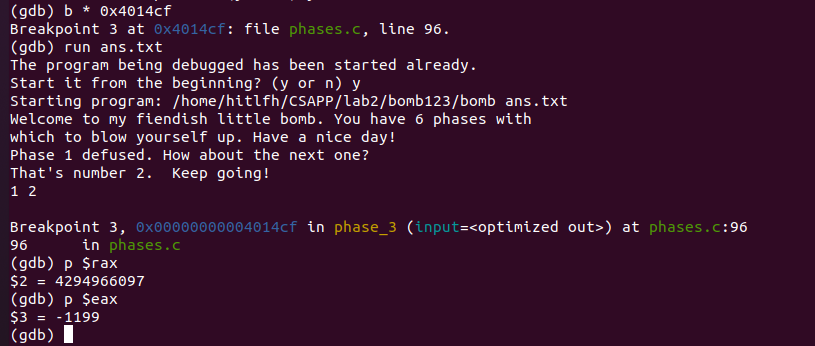 (gdb) b * 0x4014cf
Breakpoint 3 at 0x4014cf: file phases.c, line 96.
(gdb) run ans.txt
The program being debugged has been started already.
Start it from the beginning? (y or n) y
Starting program: /home/hitlfh/CSAPP/lab2/bomb123/bomb ans.txt
Welcome to my fiendish little bomb. You have 6 phases with
which to blow yourself up. Have a nice day!
Phase 1 defused. How about the next one?
That's number 2.  Keep going!
1 2

Breakpoint 3, 0x00000000004014cf in phase_3 (input=<optimized out>) at phases.c:96
96      in phases.c
(gdb) p $rax
$2 = 4294966097
(gdb) p $eax
$3 = -1199
(gdb)